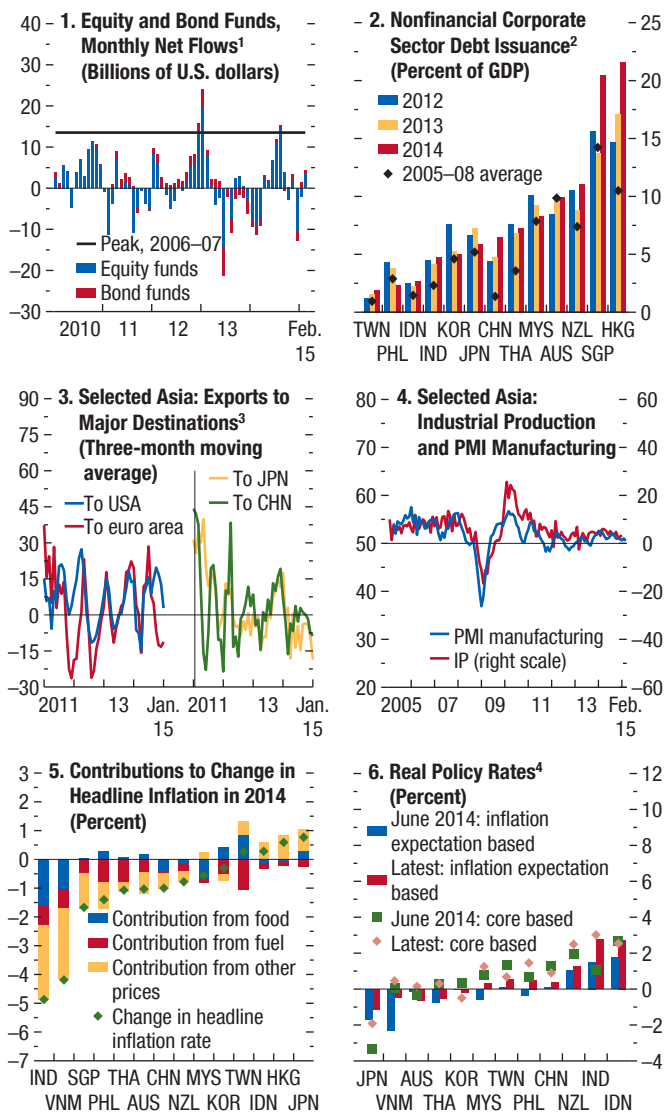 1. Equity and Bond Funds,
Monthly Net Flows¹
(Billions of U.S. dollars)
40
30
20
10
0
−10
−20
−30
Peak, 2006–07
Equity funds
Bond funds
2010 11 12 13 Feb.
15
2. Nonfinancial Corporate
Sector Debt Issuance²
(Percent of GDP)
2012
2013
2014
2005–08 average
25
20
15
10
5
0
TWN IDN KOR CHN MYS NZL HKG
PHL IND JPN THA AUS SGP
3. Selected Asia: Exports to
Major Destinations³
(Three-month moving
average)
90
75
60
45
30
15
0
−15
−30
To USA
To euro area
To JPN
To CHN
2011 13 Jan. 2011 13 Jan.
15 15
4. Selected Asia:
Industrial Production
and PMI Manufacturing
80
70
60
50
40
30
20
60
40
20
0
−20
−40
−60
PMI manufacturing
IP (right scale)
2005 07 09 11 13 Feb.
15
5. Contributions to Change in
Headline Inflation in 2014
(Percent)
3
2
1
0
−1
−2
−3
−4
−5
−6
−7
Contribution from food
Contribution from fuel
Contribution from other
prices
Change in headline
inflation rate
IND SGP THA CHN MYS TWN HKG
VNM PHL AUS NZL KOR IDN JPN
6. Real Policy Rates⁴
(Percent)
June 2014: inflation
expectation based
Latest: inflation expectation
based
June 2014: core based
Latest: core based
12
10
8
6
4
2
0
−2
−4
JPN AUS KOR TWN CHN IND
VNM THA MYS PHL NZL IDN